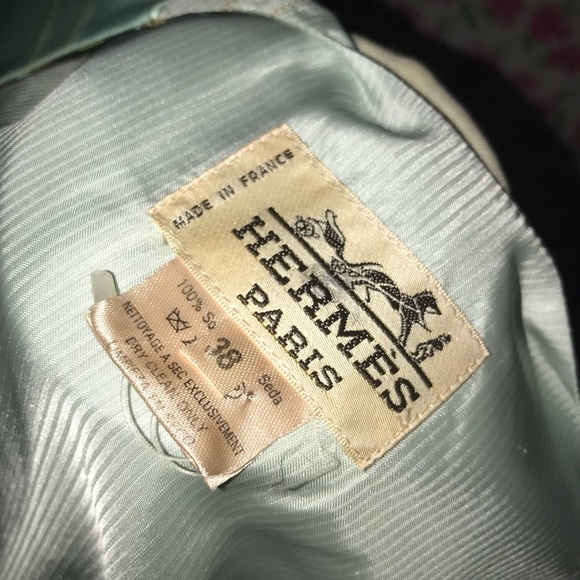 MADE IN FRANCE
HERMÈS
PARIS
100% So
38
Seda
NETTOYAGE A SEC EXCLUSIVEMENT
DRY CLEAN ONLY